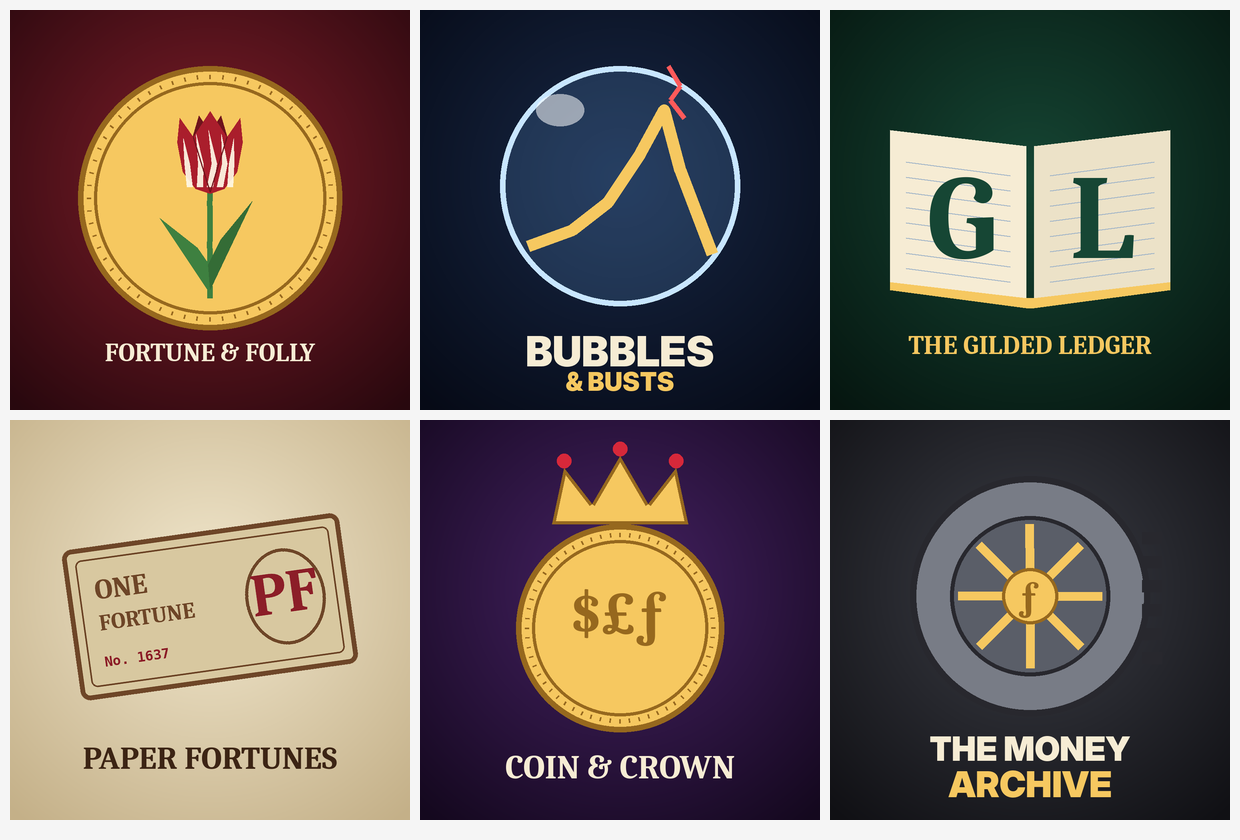 FORTUNE & FOLLY
BUBBLES
& BUSTS
G L
THE GILDED LEDGER
ONE
FORTUNE
No. 1637
PF
PAPER FORTUNES
$£ƒ
COIN & CROWN
ƒ
THE MONEY
ARCHIVE